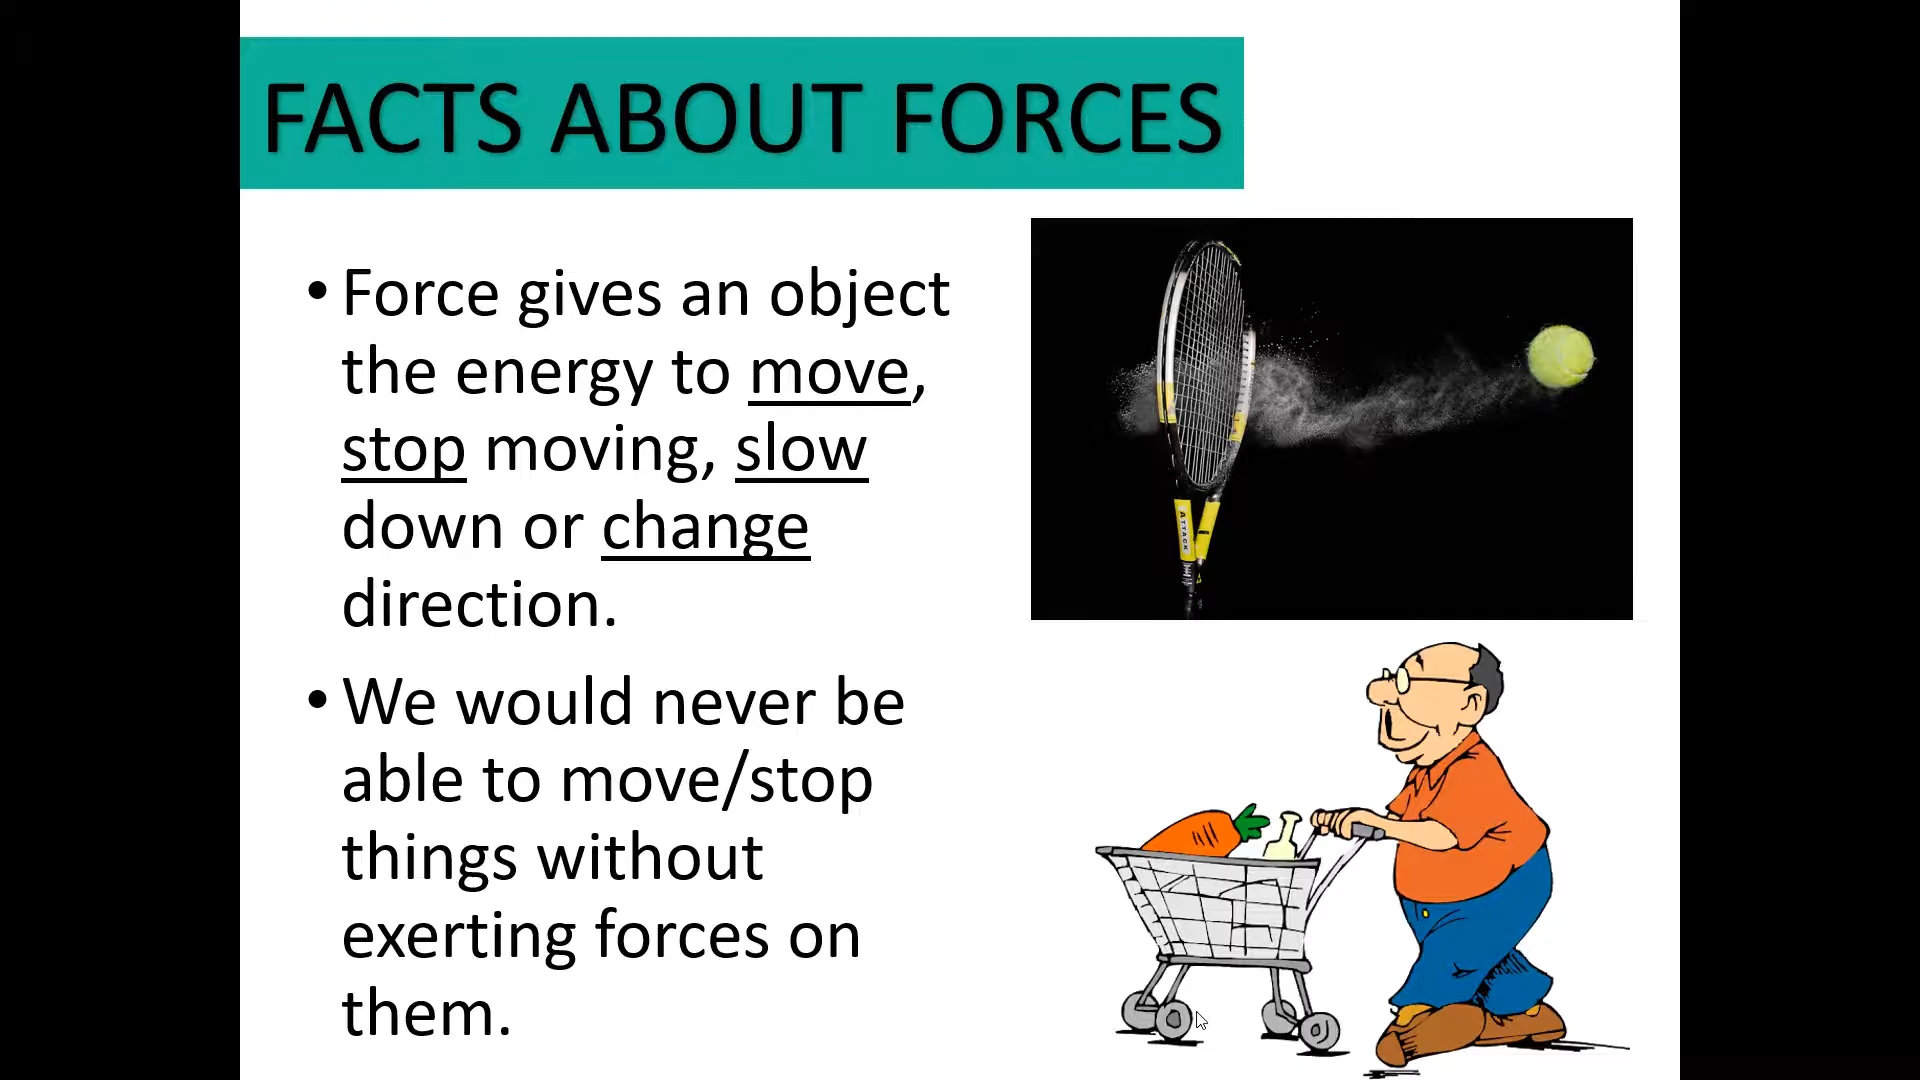 FACTS ABOUT FORCES
• Force gives an object
the energy to move,
stop moving, slow
down or change
direction.
• We would never be
able to move/stop
things without
exerting forces on
them.
ATTACK